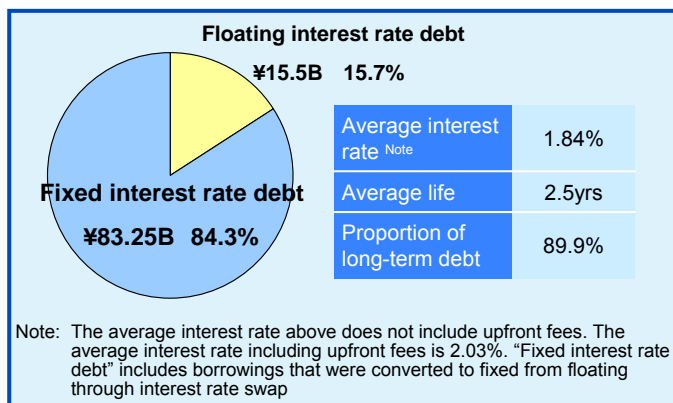 Floating interest rate debt
¥15.5B 15.7%
Fixed interest rate debt
¥83.25B 84.3%
Average interest
rate Note
1.84%
Average life
2.5yrs
Proportion of
long-term debt
89.9%
Note: The average interest rate above does not include upfront fees. The
average interest rate including upfront fees is 2.03%. “Fixed interest rate
debt” includes borrowings that were converted to fixed from floating
through interest rate swap